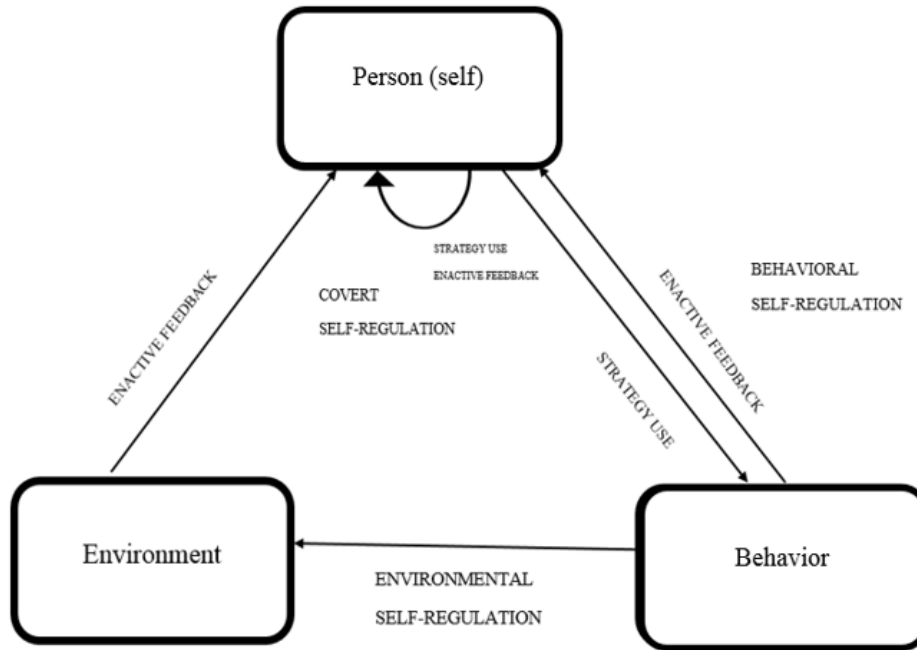 Person (self)
STRATEGY USE
ENACTIVE FEEDBACK
COVERT
SELF-REGULATION
ENACTIVE FEEDBACK
ENACTIVE FEEDBACK
STRATEGY USE
BEHAVIORAL
SELF-REGULATION
Environment
Behavior
ENVIRONMENTAL
SELF-REGULATION